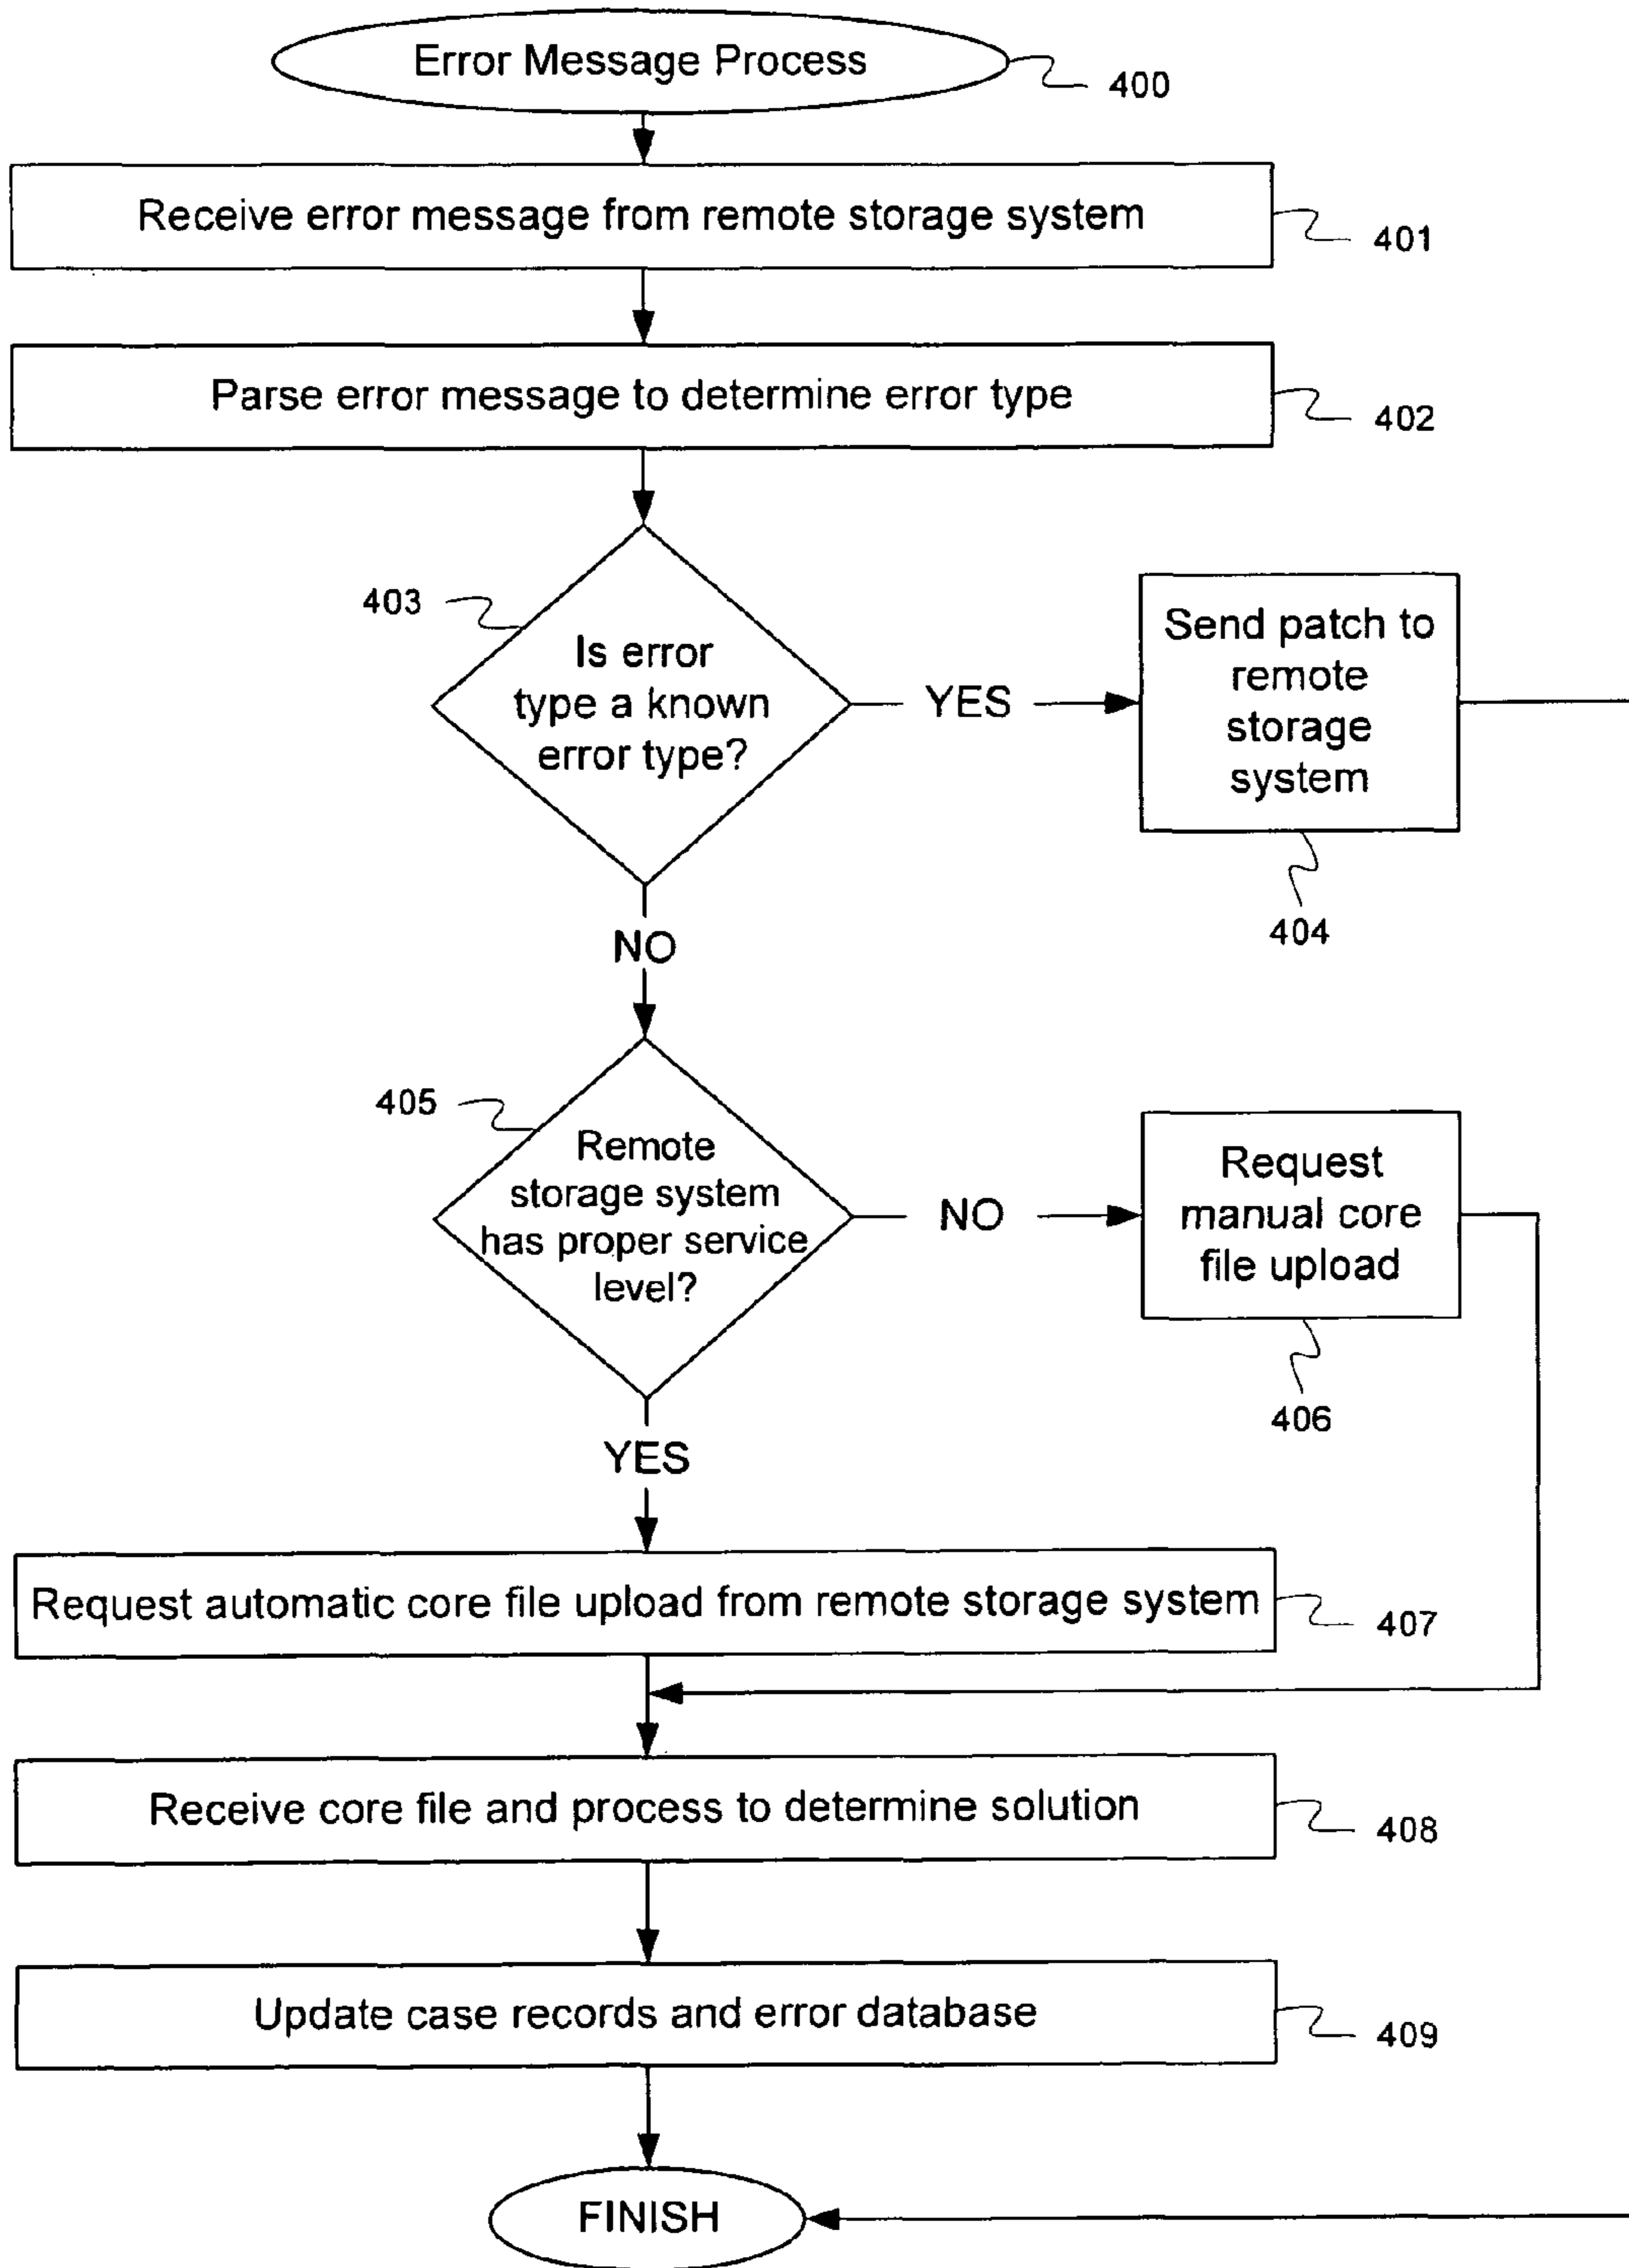 Error Message Process
400
Receive error message from remote storage system
401
Parse error message to determine error type
402
403
Is error
type a known
error type?
YES
Send patch to
remote
storage
system
404
NO
405
Remote
storage system
has proper service
level?
NO
Request
manual core
file upload
406
YES
Request automatic core file upload from remote storage system
407
Receive core file and process to determine solution
408
Update case records and error database
409
FINISH